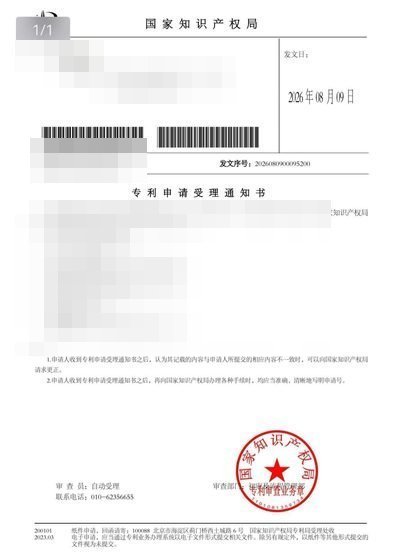 1/1
国家知识产权局
发文日:
2026年08月09日
发文序号: 2026080900095200
专利申请受理通知书
知识产权局
1.申请人收到专利申请受理通知书之后，认为其记载的内容与申请人所提交的相应内容不一致时，可以向国家知识产权局
请求更正。
2.申请人收到专利申请受理通知书之后，再向国家知识产权局办理各种手续时，均应当准确、清晰地写明申请号。
国家知识产权局
专利审查业务章
审 查 员: 自动受理
审查部门:
联系电话: 010-62356655
200101
2023.03
纸件申请，回函请寄: 100088 北京市海淀区蓟门桥西土城路 6 号 国家知识产权局专利局受理处收
电子申请，应当通过专利业务办理系统以电子文件形式提交相关文件。除另有规定外，以纸件等其他形式提交的
文件视为未提交。